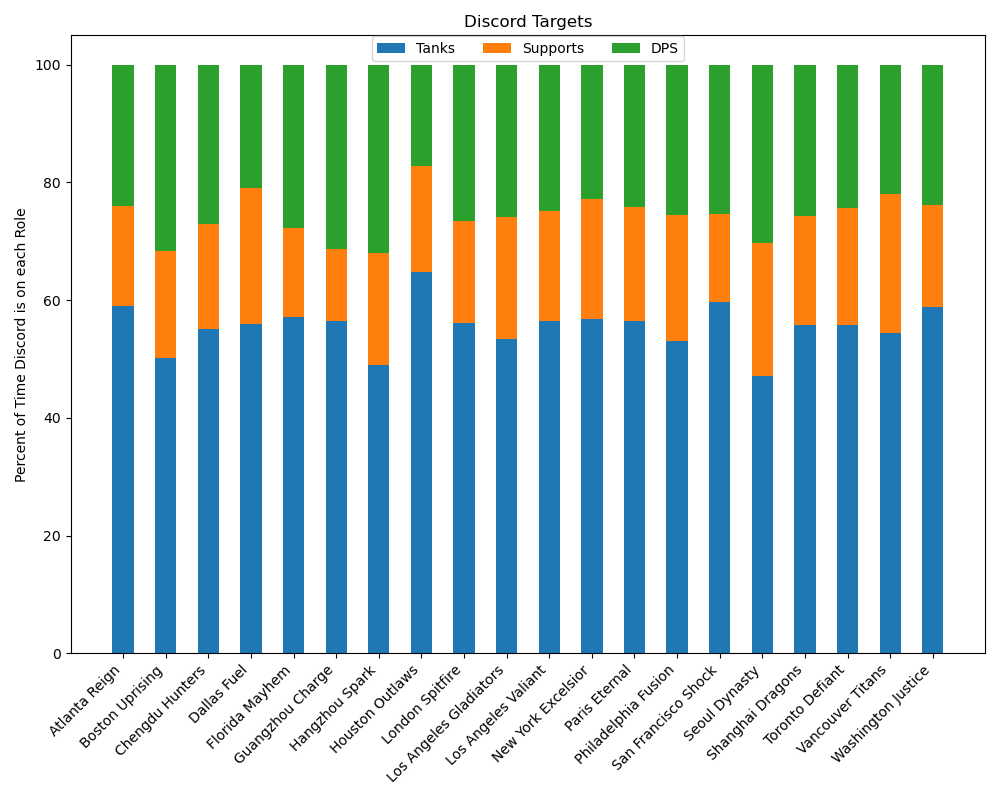 Discord Targets
Tanks Supports DPS
Percent of Time Discord is on each Role
100
80
60
40
20
0
Atlanta Reign
Boston Uprising
Chengdu Hunters
Dallas Fuel
Florida Mayhem
Guangzhou Charge
Hangzhou Spark
Houston Outlaws
London Spitfire
Los Angeles Gladiators
Los Angeles Valiant
New York Excelsior
Paris Eternal
Philadelphia Fusion
San Francisco Shock
Seoul Dynasty
Shanghai Dragons
Toronto Defiant
Vancouver Titans
Washington Justice